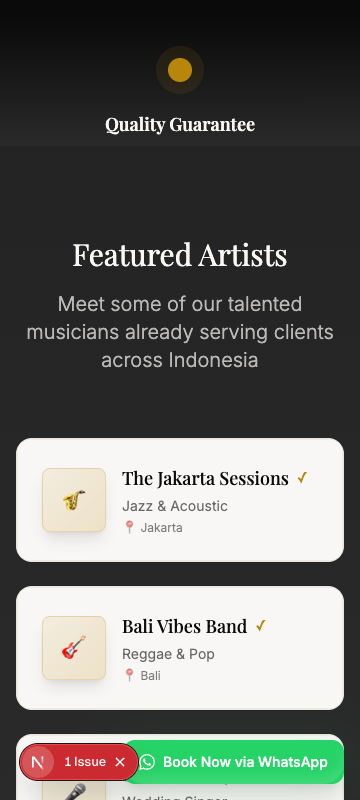 Quality Guarantee
Featured Artists
Meet some of our talented
musicians already serving clients
across Indonesia
The Jakarta Sessions ✓
Jazz & Acoustic
📍 Jakarta
Bali Vibes Band ✓
Reggae & Pop
📍 Bali
N 1 Issue ×
Book Now via WhatsApp
Wedding Singer